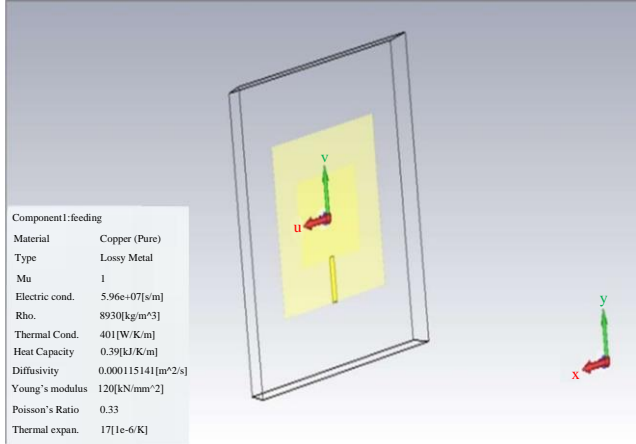 v
u
Component1:feeding
Material Copper (Pure)
Type Lossy Metal
Mu 1
Electric cond. 5.96e+07[s/m]
Rho. 8930[kg/m^3]
Thermal Cond. 401[W/K/m]
Heat Capacity 0.39[kJ/K/m]
Diffusivity 0.000115141[m^2/s]
Young's modulus 120[kN/mm^2]
Poisson's Ratio 0.33
Thermal expan. 17[1e-6/K]
y
x